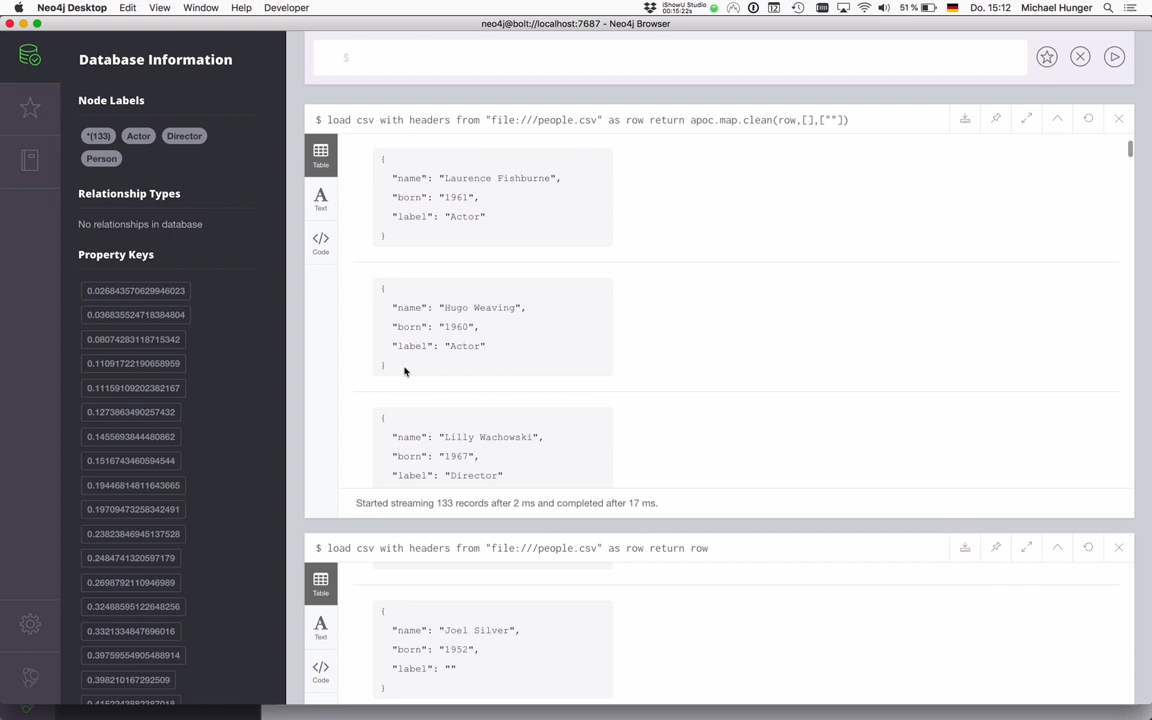 Neo4j Desktop Edit View Window Help Developer
iShowU Studio
00:15:22s
12
51 % Do. 15:12 Michael Hunger
neo4j@bolt://localhost:7687 - Neo4j Browser
Database Information
Node Labels
*(133) Actor Director
Person
Relationship Types
No relationships in database
Property Keys
0.026843570629946023
0.036835524718384804
0.08074283118715342
0.11091722190658959
0.11159109202382167
0.1273863490257432
0.1455693844480862
0.1516743460594544
0.19446814811643665
0.19709473258342491
0.23823846945137528
0.2484741320597179
0.2698792110946989
0.32488595122648256
0.3321334847696016
0.39759554905488914
0.398210167292509
$
$ load csv with headers from "file:///people.csv" as row return apoc.map.clean(row,[],[""])
Table
Text
Code
{
"name": "Laurence Fishburne",
"born": "1961",
"label": "Actor"
}
{
"name": "Hugo Weaving",
"born": "1960",
"label": "Actor"
}
{
"name": "Lilly Wachowski",
"born": "1967",
"label": "Director"
Started streaming 133 records after 2 ms and completed after 17 ms.
$ load csv with headers from "file:///people.csv" as row return row
Table
Text
Code
{
"name": "Joel Silver",
"born": "1952",
"label": ""
}